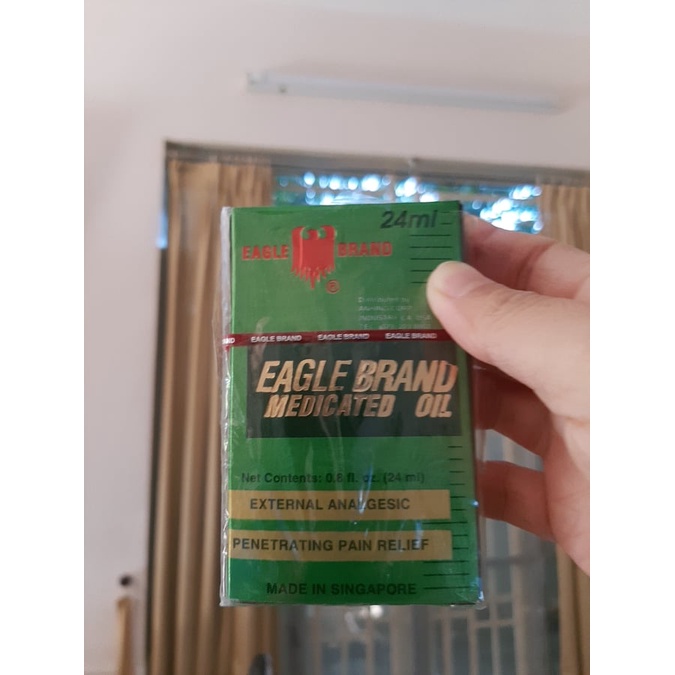 24ml
EAGLE BRAND
®
Distributed by
EAGLE BRAND EAGLE BRAND EAGLE BRAND
EAGLE BRAND
MEDICATED OIL
Net Contents: 0.8 fl. oz. (24 ml)
EXTERNAL ANALGESIC
PENETRATING PAIN RELIEF
MADE IN SINGAPORE